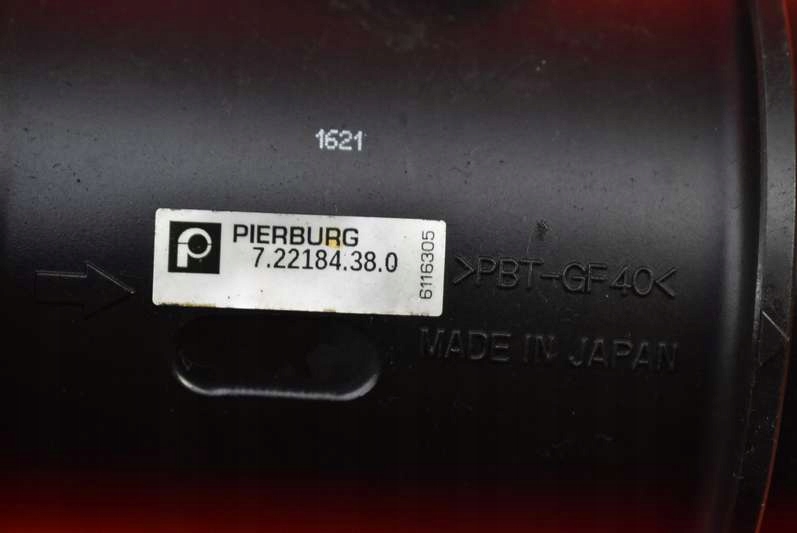 1621
PIERBURG
7.22184.38.0
6116305
>PBT-GF40<
MADE IN JAPAN